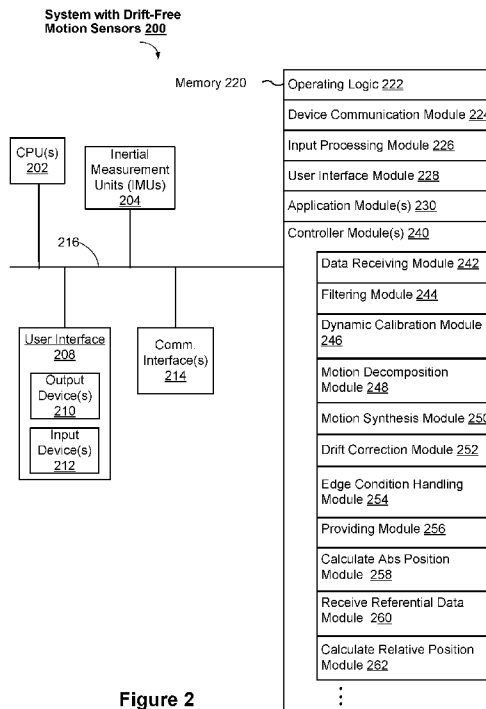 System with Drift-Free
Motion Sensors 200
Memory 220
Operating Logic 222
Device Communication Module 224
Input Processing Module 226
User Interface Module 228
Application Module(s) 230
Controller Module(s) 240
Data Receiving Module 242
Filtering Module 244
Dynamic Calibration Module
246
Motion Decomposition
Module 248
Motion Synthesis Module 250
Drift Correction Module 252
Edge Condition Handling
Module 254
Providing Module 256
Calculate Abs Position
Module 258
Receive Referential Data
Module 260
Calculate Relative Position
Module 262
CPU(s)
202
Inertial
Measurement
Units (IMUs)
204
216
User Interface
208
Output
Device(s)
210
Input
Device(s)
212
Comm.
Interface(s)
214
Figure 2